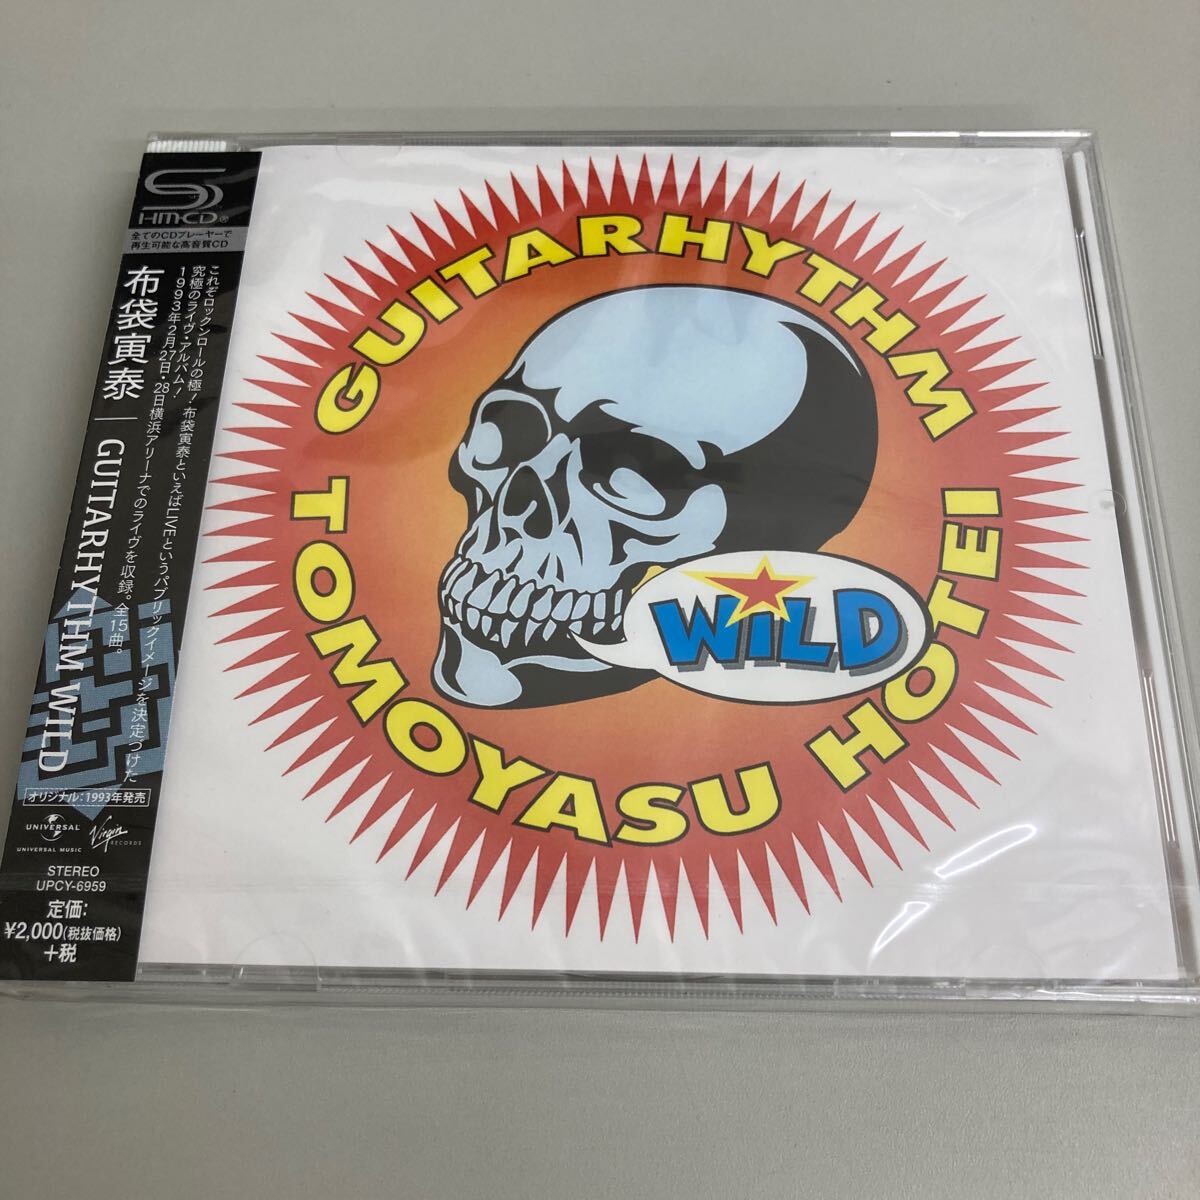 SHM-CD®
全てのCDプレーヤーで
再生可能な高音質CD
これぞロックンロールの極！布袋寅泰といえばLIVEというパブリックイメージを決定づけた
究極のライヴ・アルバム！
1993年2月27日・28日横浜アリーナでのライヴを収録。全15曲。
布袋寅泰 GUITARHYTHM WILD
オリジナル：1993年発売
UNIVERSAL
UNIVERSAL MUSIC
Virgin
RECORDS
STEREO
UPCY-6959
定価:
¥2,000(税抜価格)
+税
GUITARHYTHM
WiLD
TOMOYASU HOTEI